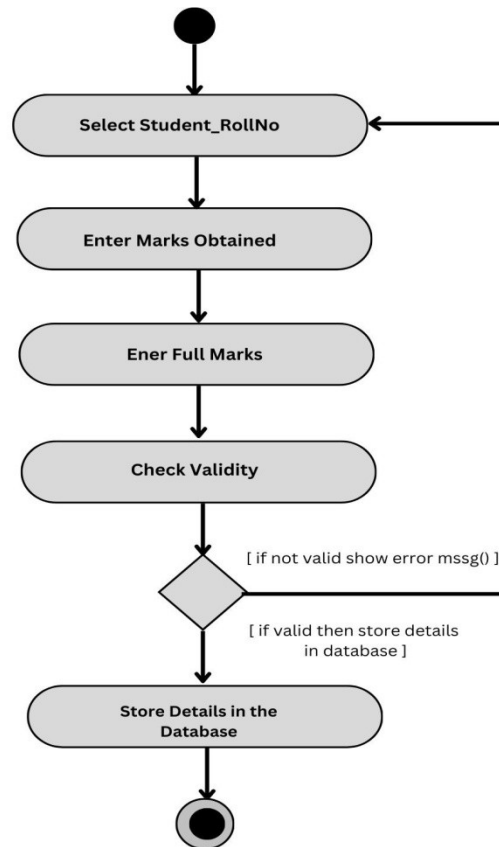 Select Student_RollNo
Enter Marks Obtained
Ener Full Marks
Check Validity
[ if not valid show error mssg() ]
[ if valid then store details
in database ]
Store Details in the
Database